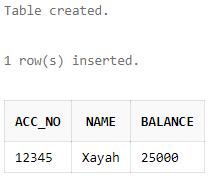 Table created.
1 row(s) inserted.
ACC_NO NAME BALANCE
12345 Xayah 25000